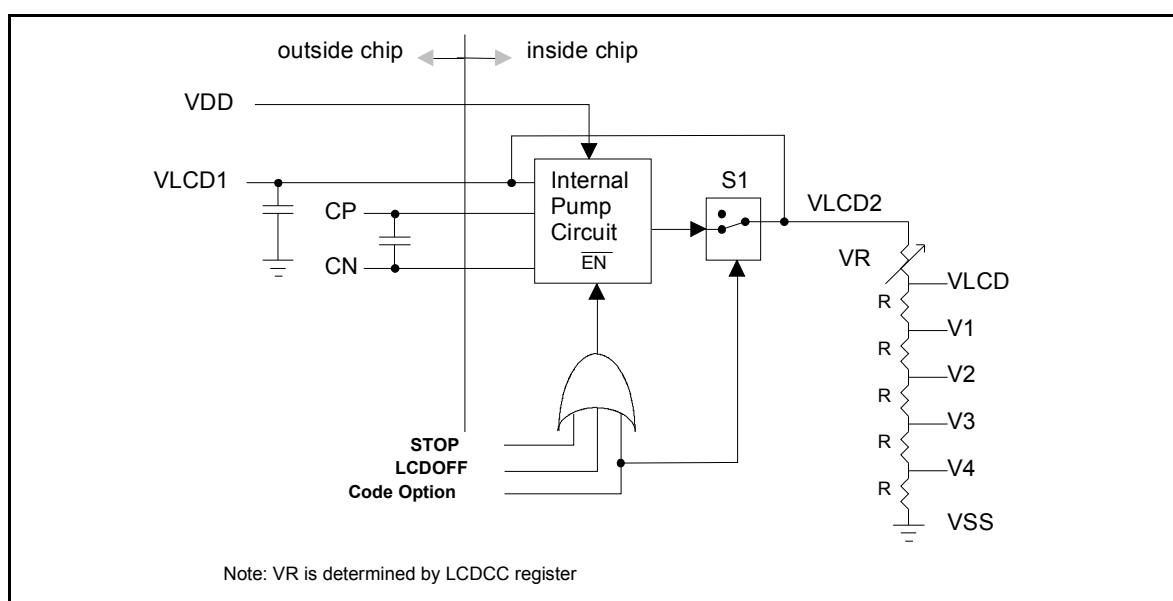 outside chip
inside chip
VDD
VLCD1
CP
CN
Internal
Pump
Circuit
EN
S1
VLCD2
VR
VLCD
R
V1
R
V2
R
V3
R
V4
R
VSS
STOP
LCDOFF
Code Option
Note: VR is determined by LCDCC register